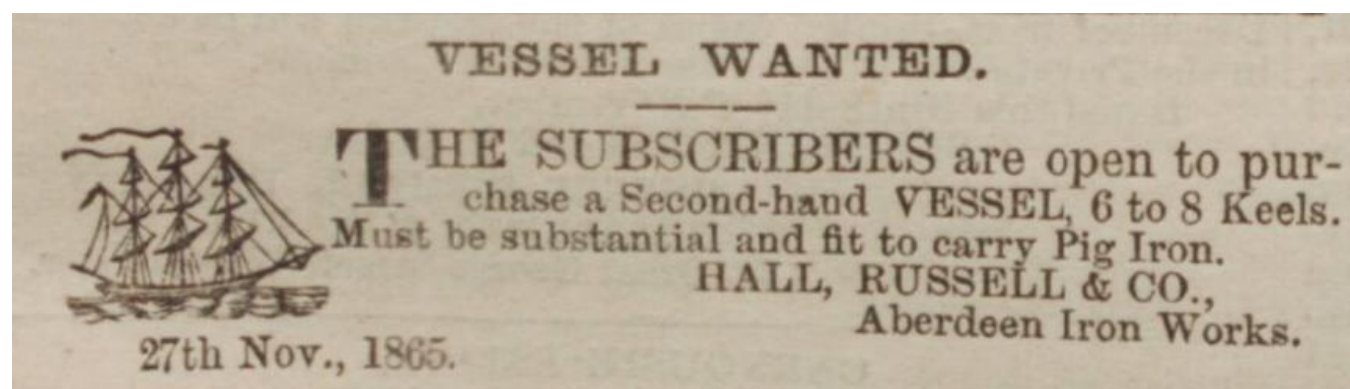 VESSEL WANTED.
THE SUBSCRIBERS are open to pur-
chase a Second-hand VESSEL, 6 to 8 Keels.
Must be substantial and fit to carry Pig Iron.
HALL, RUSSELL & CO.,
Aberdeen Iron Works.
27th Nov., 1865.